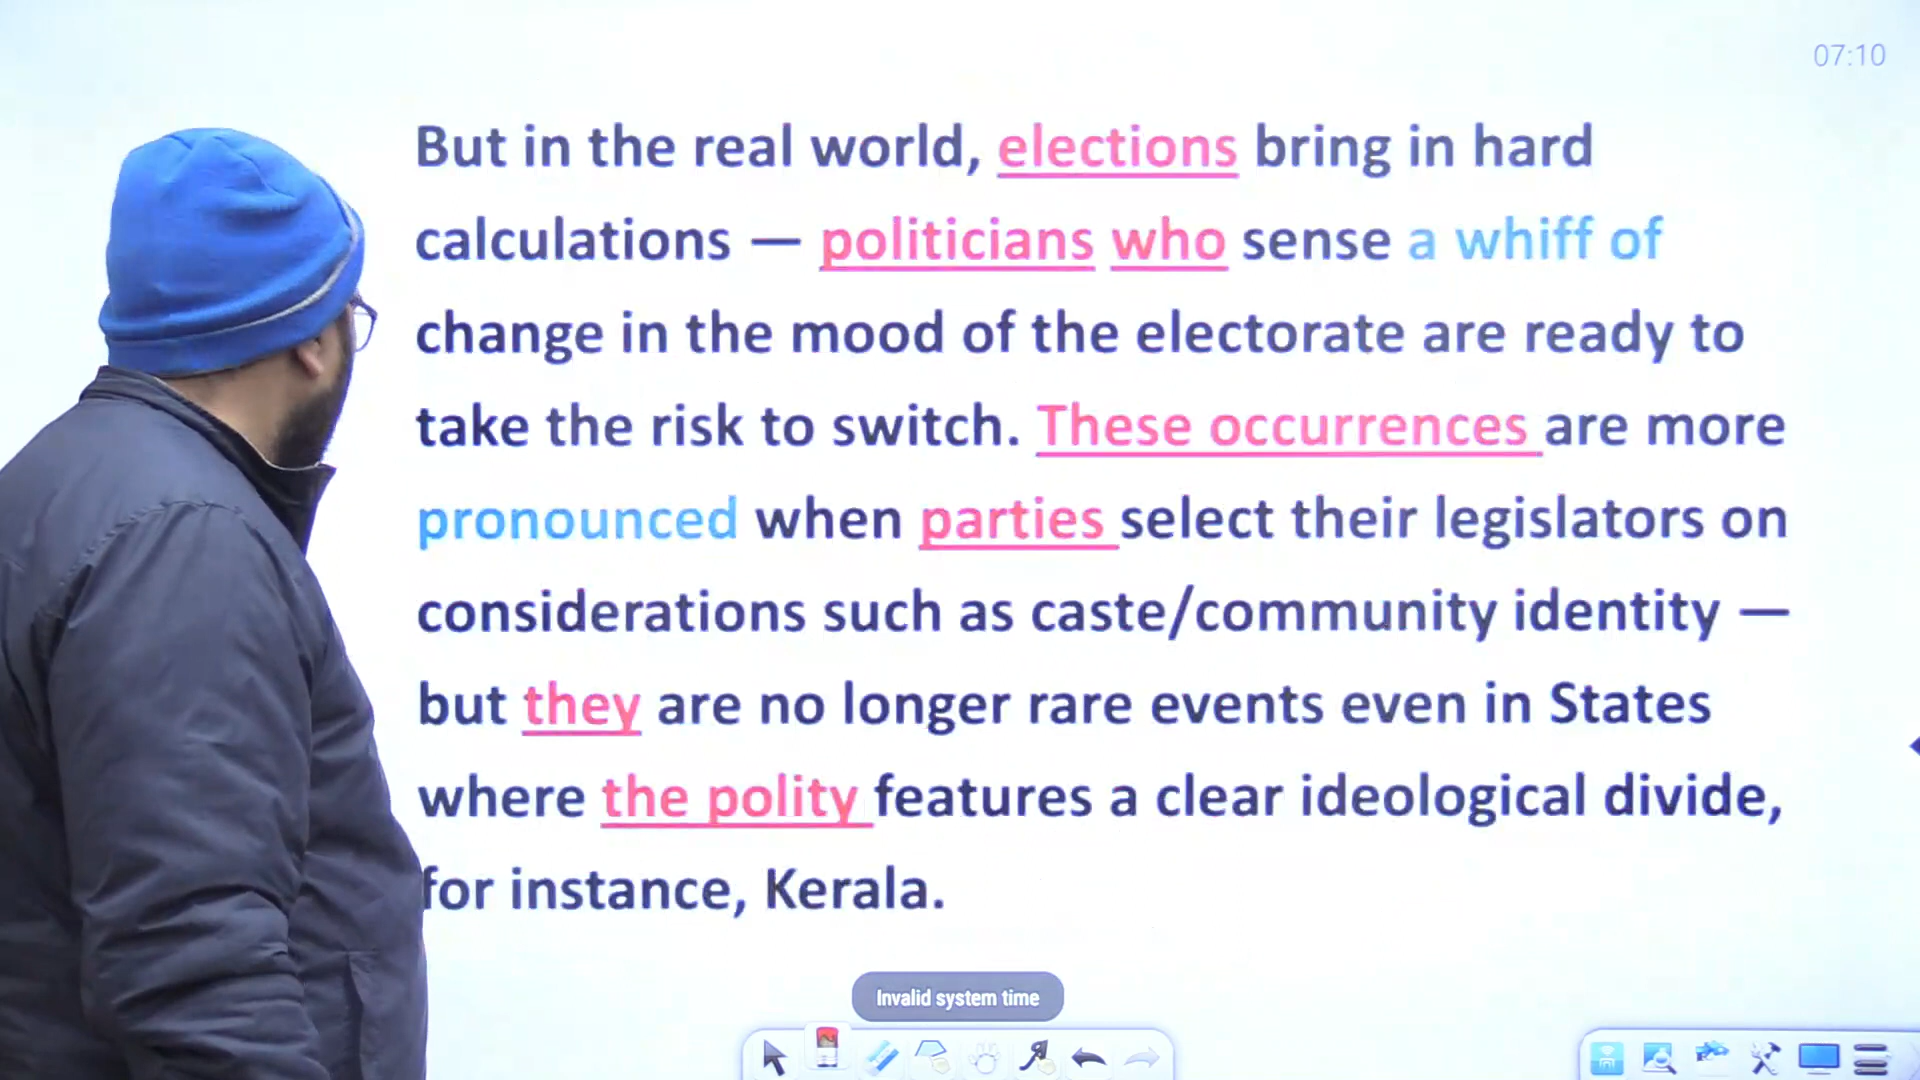 07:10
But in the real world, elections bring in hard
calculations — politicians who sense a whiff of
change in the mood of the electorate are ready to
take the risk to switch. These occurrences are more
pronounced when parties select their legislators on
considerations such as caste/community identity —
but they are no longer rare events even in States
where the polity features a clear ideological divide,
for instance, Kerala.
Invalid system time